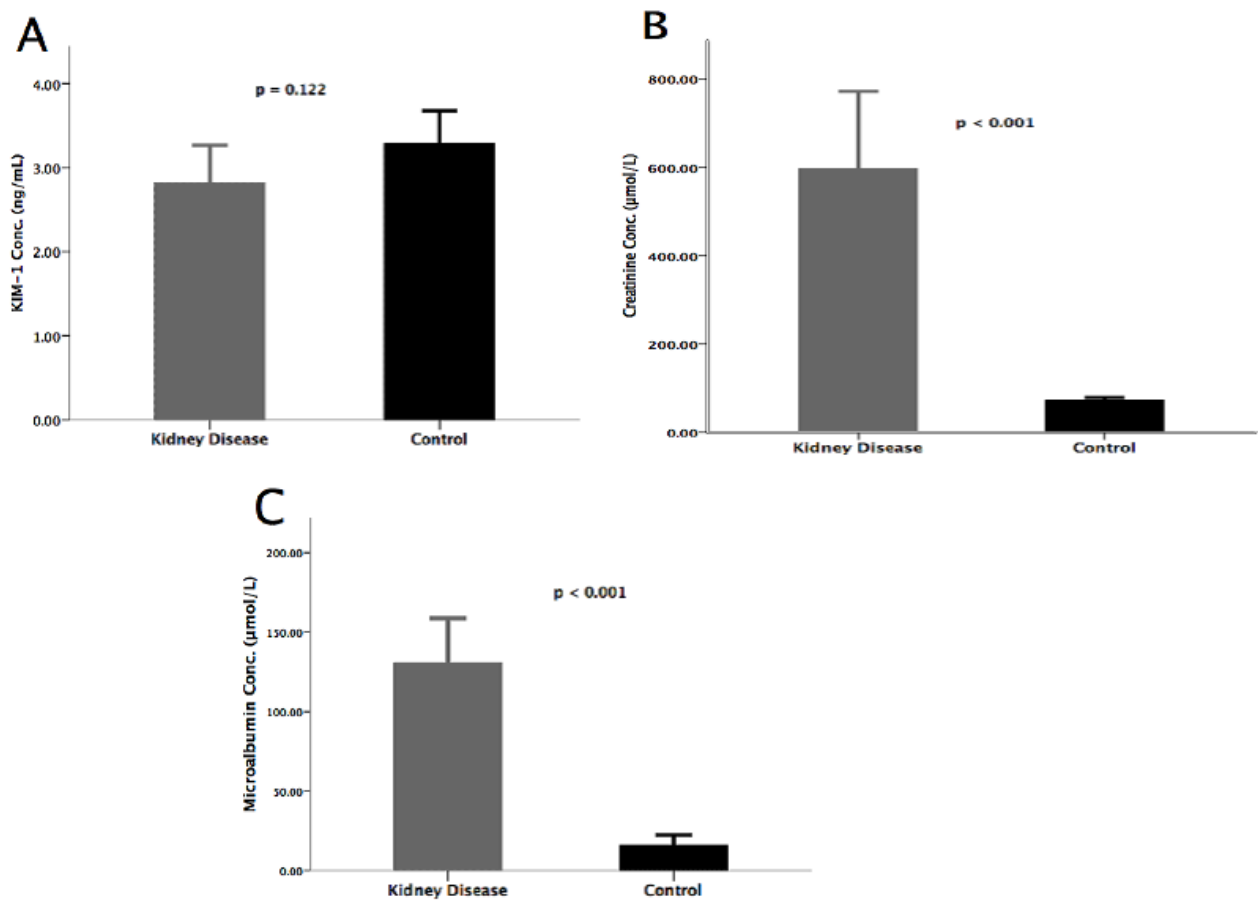 A
KIM-1 Conc. (ng/mL)
4.00
3.00
2.00
1.00
0.00
p = 0.122
Kidney Disease
Control
B
Creatinine Conc. (µmol/L)
800.00
600.00
400.00
200.00
0.00
p < 0.001
Kidney Disease
Control
C
Microalbumin Conc. (µmol/L)
200.00
150.00
100.00
50.00
0.00
p < 0.001
Kidney Disease
Control